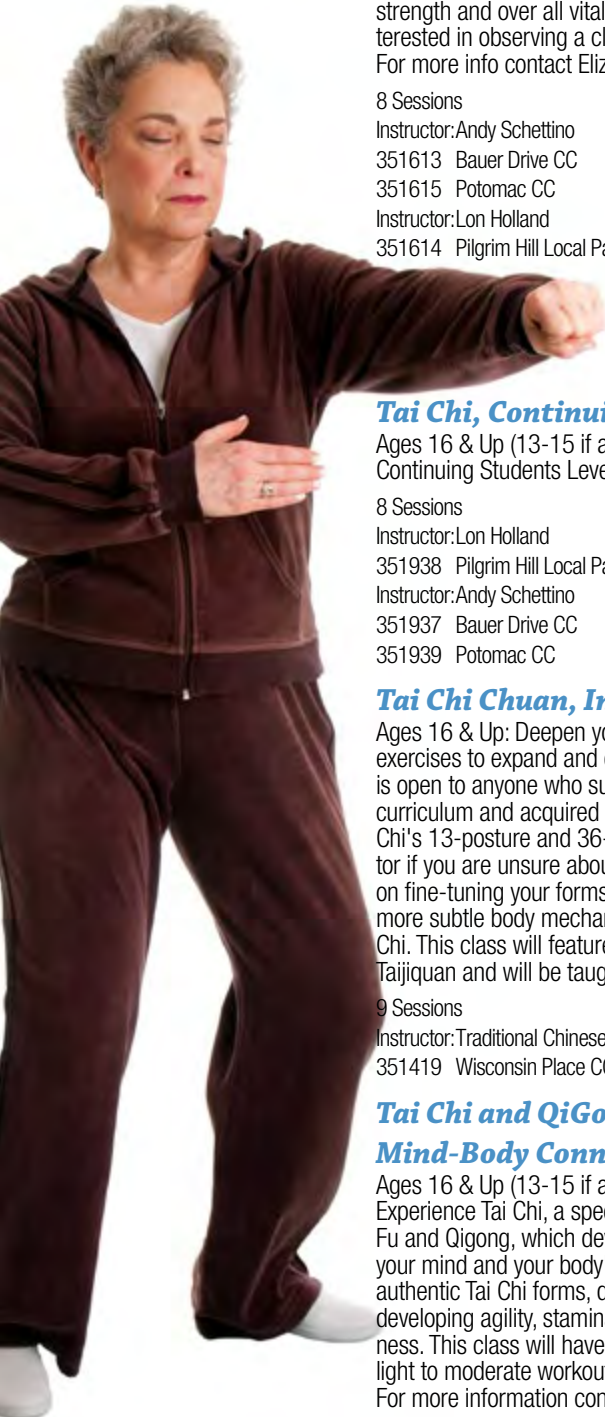 strength and over all vital
terested in observing a cl
For more info contact Eliz
8 Sessions
Instructor:Andy Schettino
351613 Bauer Drive CC
351615 Potomac CC
Instructor:Lon Holland
351614 Pilgrim Hill Local Pa
Tai Chi, Continui
Ages 16 & Up (13-15 if a
Continuing Students Leve
8 Sessions
Instructor:Lon Holland
351938 Pilgrim Hill Local Pa
Instructor:Andy Schettino
351937 Bauer Drive CC
351939 Potomac CC
Tai Chi Chuan, In
Ages 16 & Up: Deepen yo
exercises to expand and
is open to anyone who su
curriculum and acquired
Chi's 13-posture and 36-
tor if you are unsure abou
on fine-tuning your forms
more subtle body mechan
Chi. This class will feature
Taijiquan and will be taug
9 Sessions
Instructor:Traditional Chinese
351419 Wisconsin Place CC
Tai Chi and QiGo
Mind-Body Conn
Ages 16 & Up (13-15 if a
Experience Tai Chi, a spec
Fu and Qigong, which dev
your mind and your body
authentic Tai Chi forms,
developing agility, stamin
ness. This class will have
light to moderate workou
For more information con